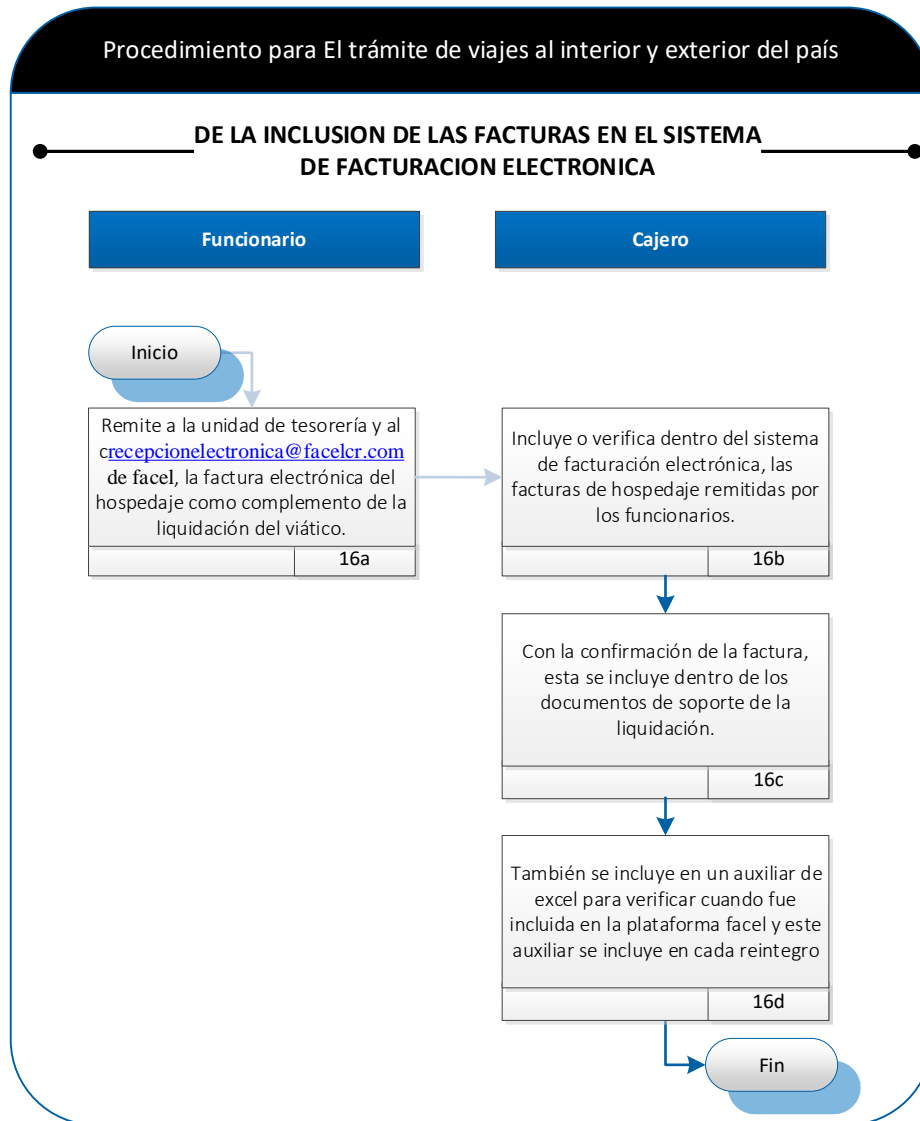 Procedimiento para El trámite de viajes al interior y exterior del país
DE LA INCLUSION DE LAS FACTURAS EN EL SISTEMA
DE FACTURACION ELECTRONICA
Funcionario
Cajero
Inicio
Remite a la unidad de tesorería y al
crecepcionelectronica@facelcr.com
de facel, la factura electrónica del
hospedaje como complemento de la
liquidación del viático.
16a
Incluye o verifica dentro del sistema
de facturación electrónica, las
facturas de hospedaje remitidas por
los funcionarios.
16b
Con la confirmación de la factura,
esta se incluye dentro de los
documentos de soporte de la
liquidación.
16c
También se incluye en un auxiliar de
excel para verificar cuando fue
incluida en la plataforma facel y este
auxiliar se incluye en cada reintegro
16d
Fin